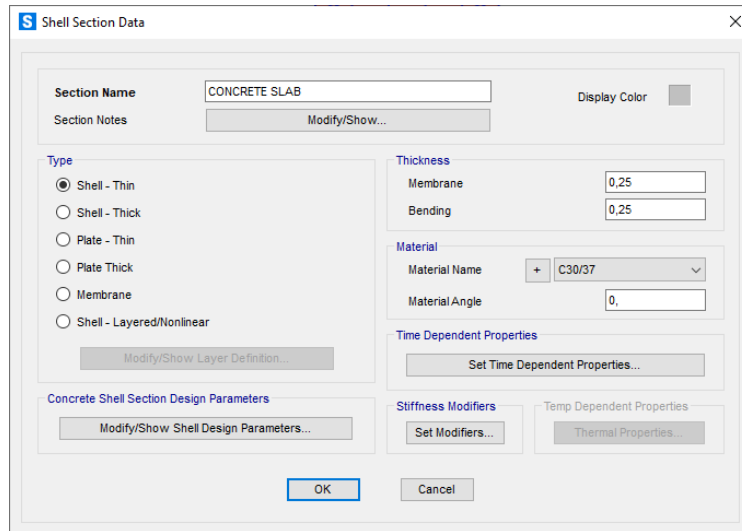 S Shell Section Data
Section Name CONCRETE SLAB Display Color
Section Notes Modify/Show...
Type
Shell - Thin
Shell - Thick
Plate - Thin
Plate Thick
Membrane
Shell - Layered/Nonlinear
Modify/Show Layer Definition...
Concrete Shell Section Design Parameters
Modify/Show Shell Design Parameters...
Thickness
Membrane 0,25
Bending 0,25
Material
Material Name + C30/37
Material Angle 0,
Time Dependent Properties
Set Time Dependent Properties...
Stiffness Modifiers
Set Modifiers...
Temp Dependent Properties
Thermal Properties...
OK Cancel